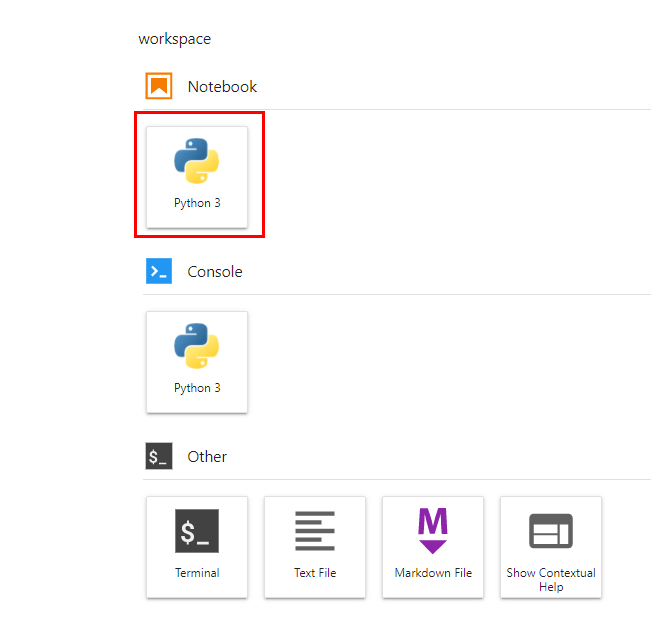 workspace
Notebook
Python 3
Console
Python 3
$_ Other
$_
Terminal
Text File
M
Markdown File
Show Contextual
Help